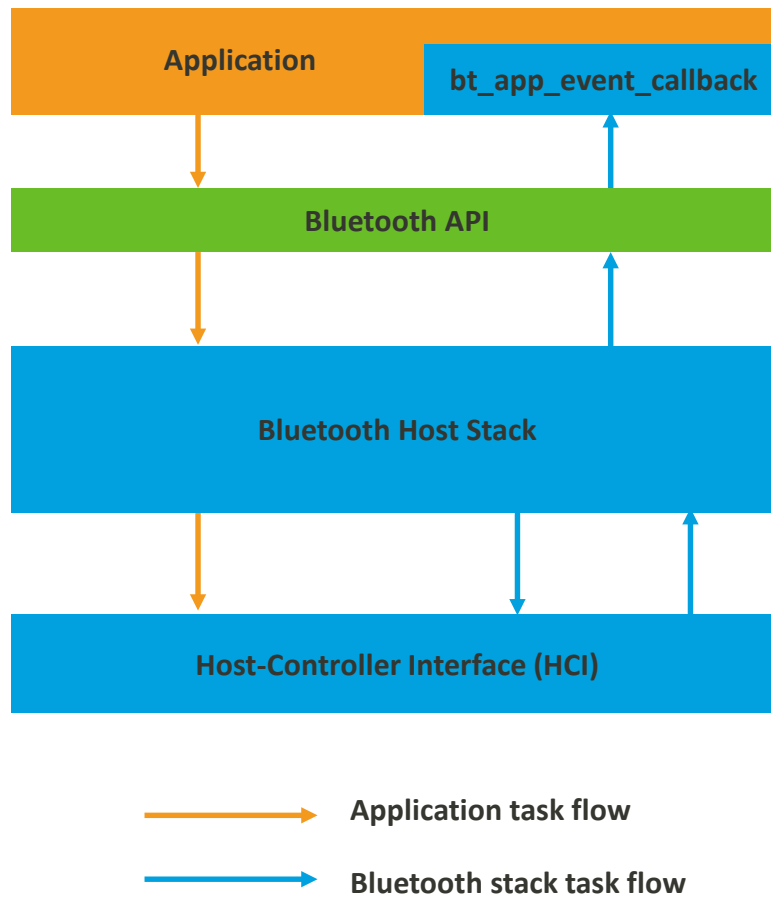 Application
bt_app_event_callback
Bluetooth API
Bluetooth Host Stack
Host-Controller Interface (HCI)
Application task flow
Bluetooth stack task flow